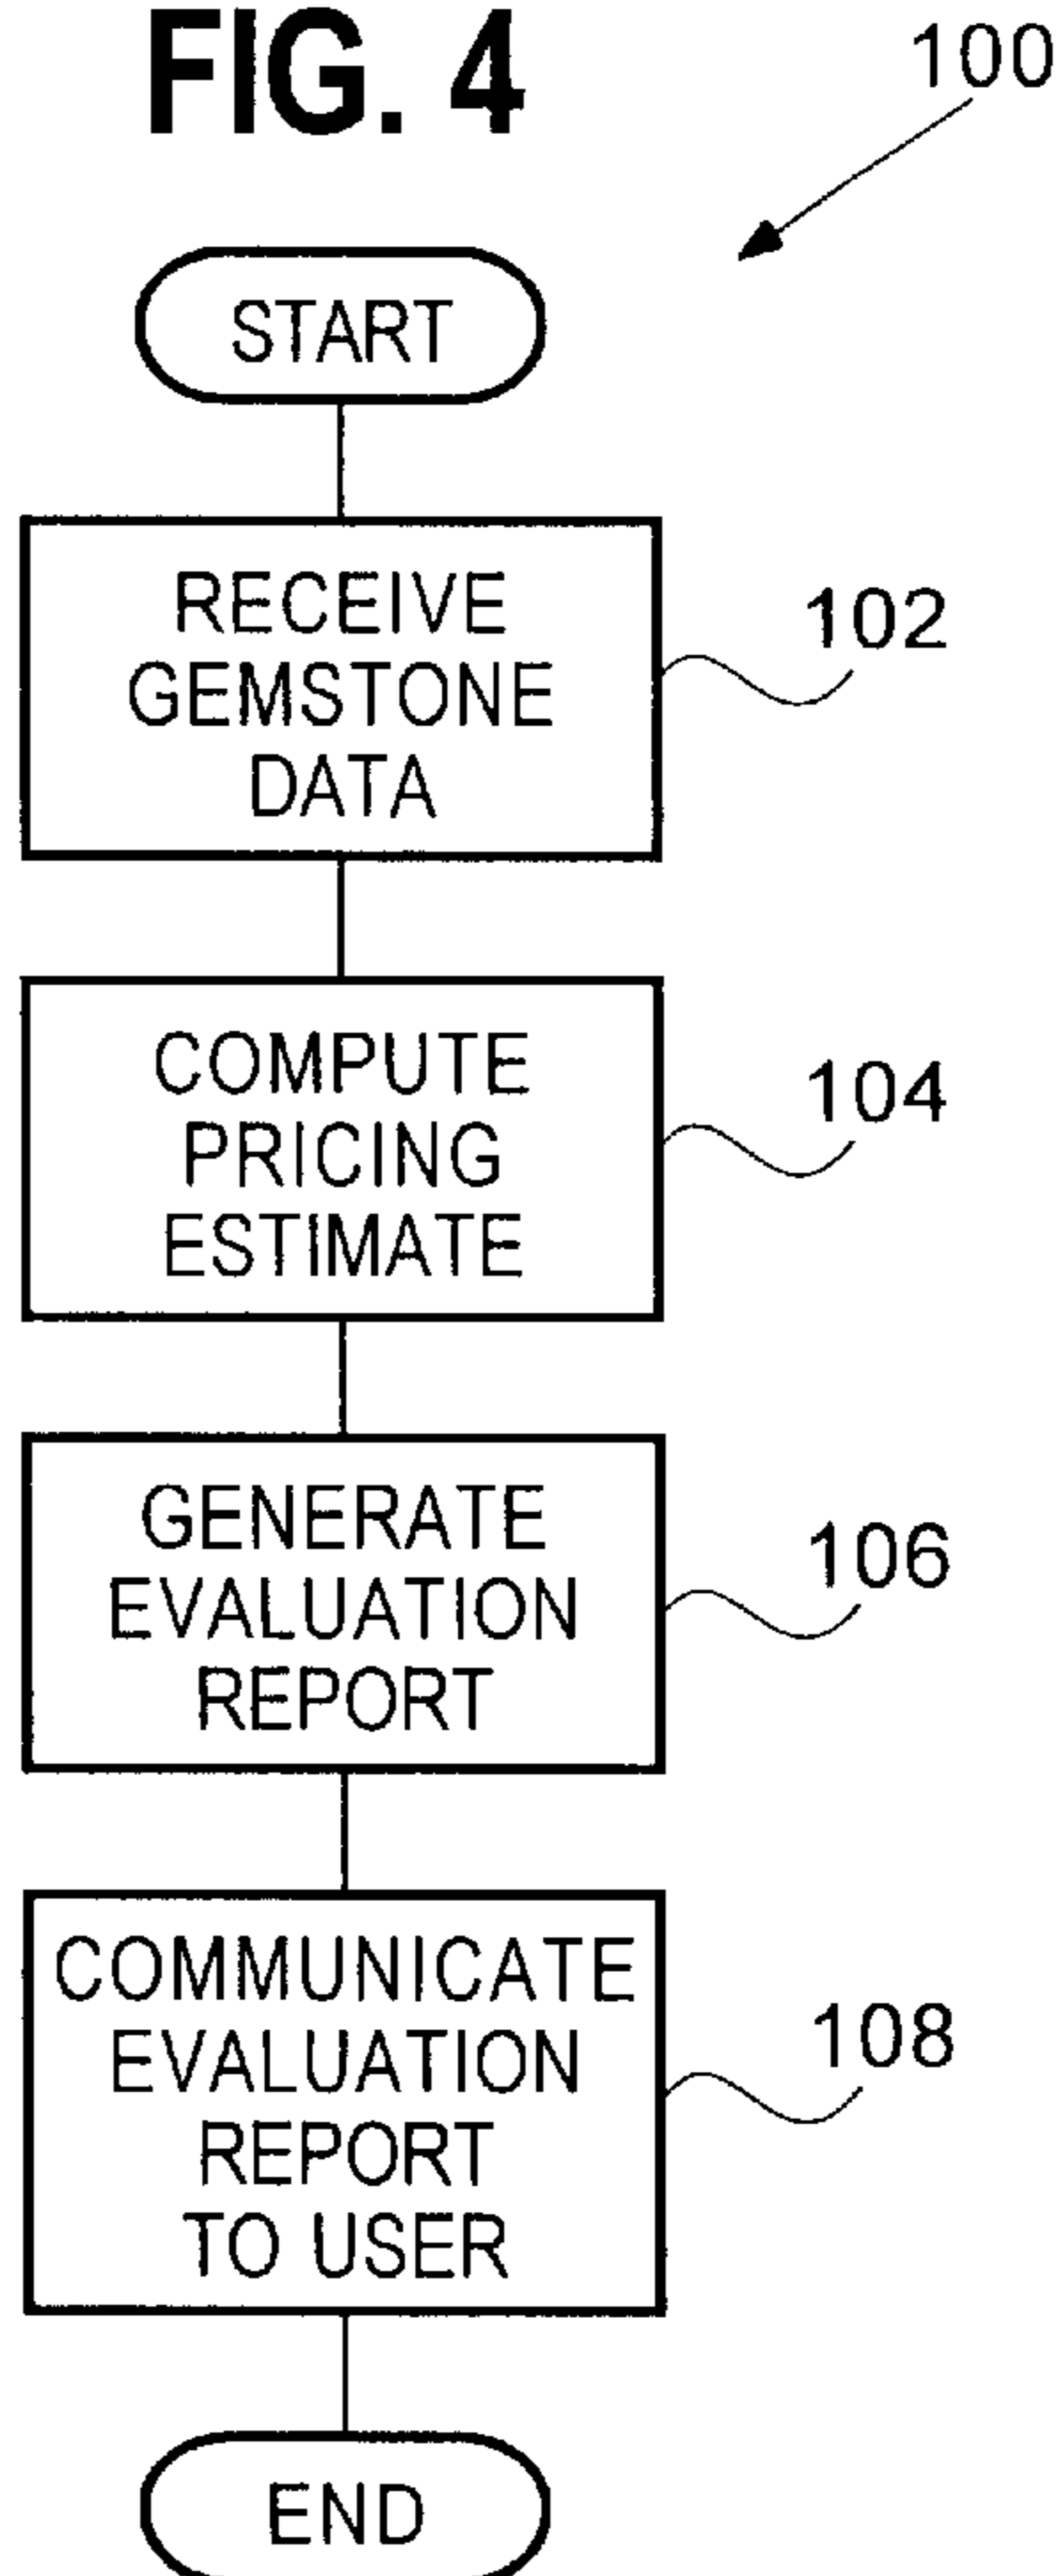 FIG. 4
100
START
RECEIVE
GEMSTONE
DATA
102
COMPUTE
PRICING
ESTIMATE
104
GENERATE
EVALUATION
REPORT
106
COMMUNICATE
EVALUATION
REPORT
TO USER
108
END